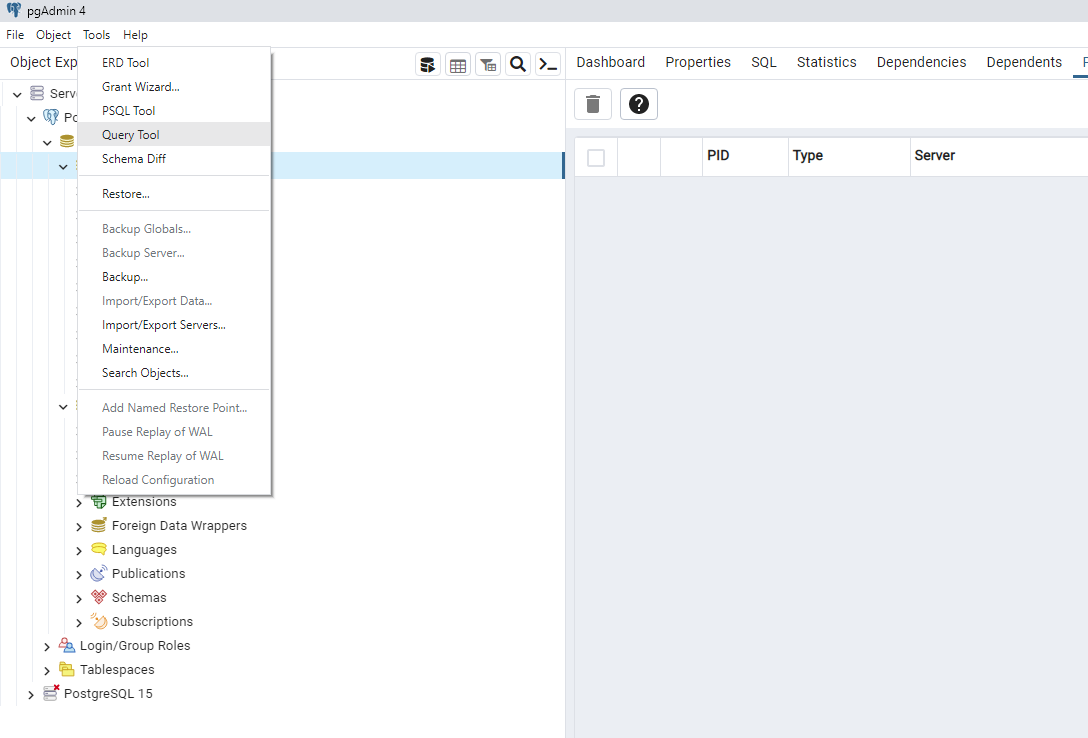 pgAdmin 4
File Object Tools Help
Object Exp
Dashboard Properties SQL Statistics Dependencies Dependents
ERD Tool
Grant Wizard...
PSQL Tool
Query Tool
Schema Diff
Restore...
Backup Globals...
Backup Server...
Backup...
Import/Export Data...
Import/Export Servers...
Maintenance...
Search Objects...
Add Named Restore Point...
Pause Replay of WAL
Resume Replay of WAL
Reload Configuration
Serv
Po
Extensions
Foreign Data Wrappers
Languages
Publications
Schemas
Subscriptions
Login/Group Roles
Tablespaces
PostgreSQL 15
PID Type Server